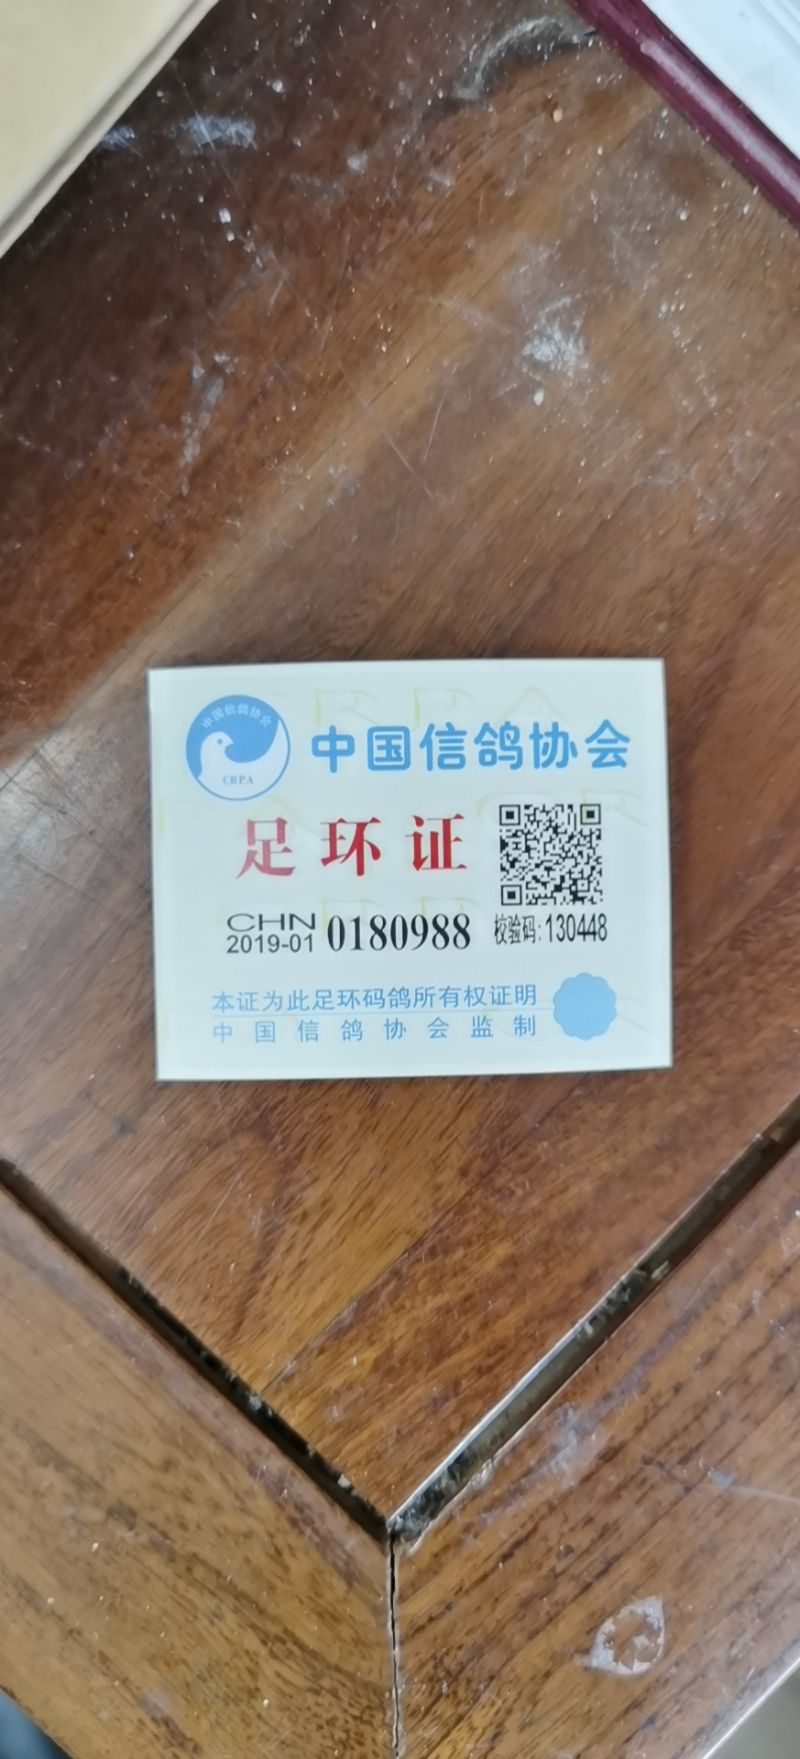 中国信鸽协会
CRPA
中国信鸽协会
足环证
CHN
2019-01 0180988
校验码:130448
本证为此足环码鸽所有权证明
中国信鸽协会监制